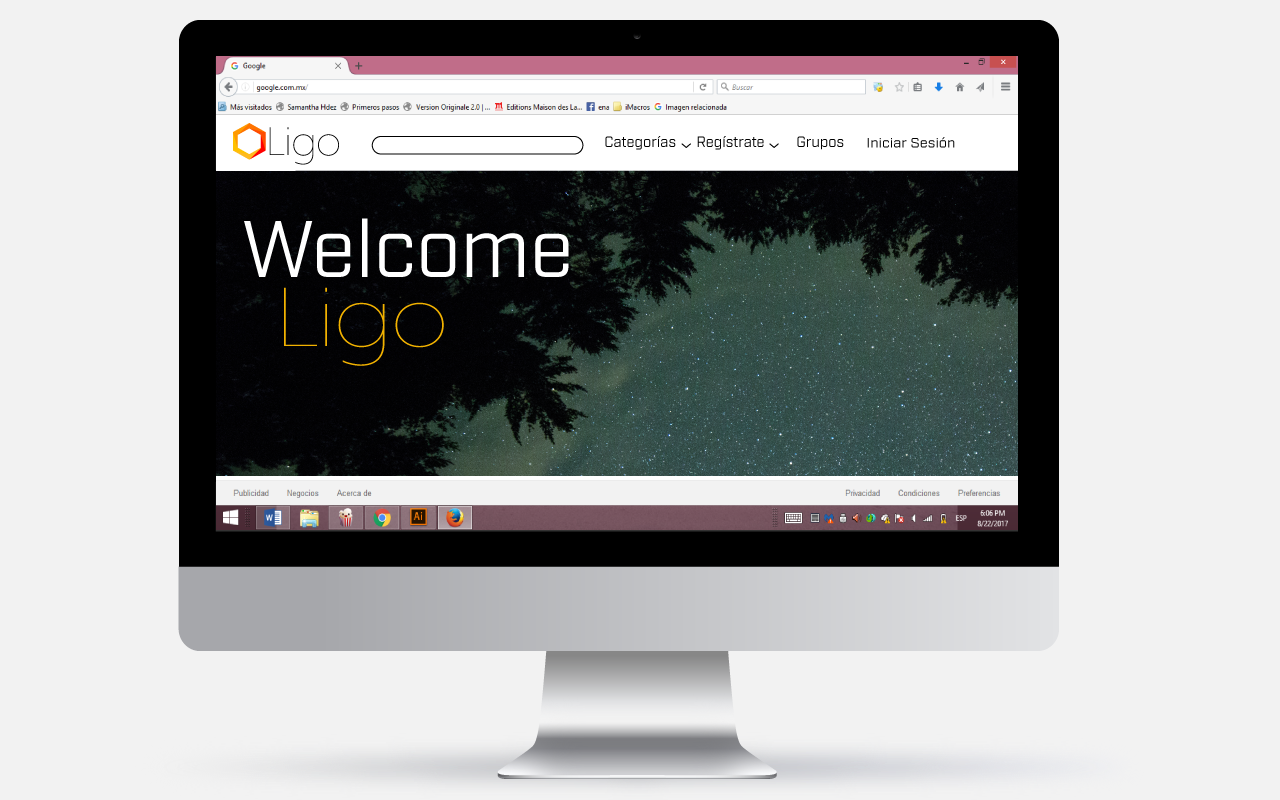 Google
google.com.mx/
Buscar
Más visitados Samantha Hdez Primeros pasos Version Originale 2.0 |... Editions Maison des La... ena iMacros Imagen relacionada
Ligo Categorías Regístrate Grupos Iniciar Sesión
Welcome
Ligo
Publicidad Negocios Acerca de Privacidad Condiciones Preferencias
W Ai ESP 6:06 PM
8/22/2017